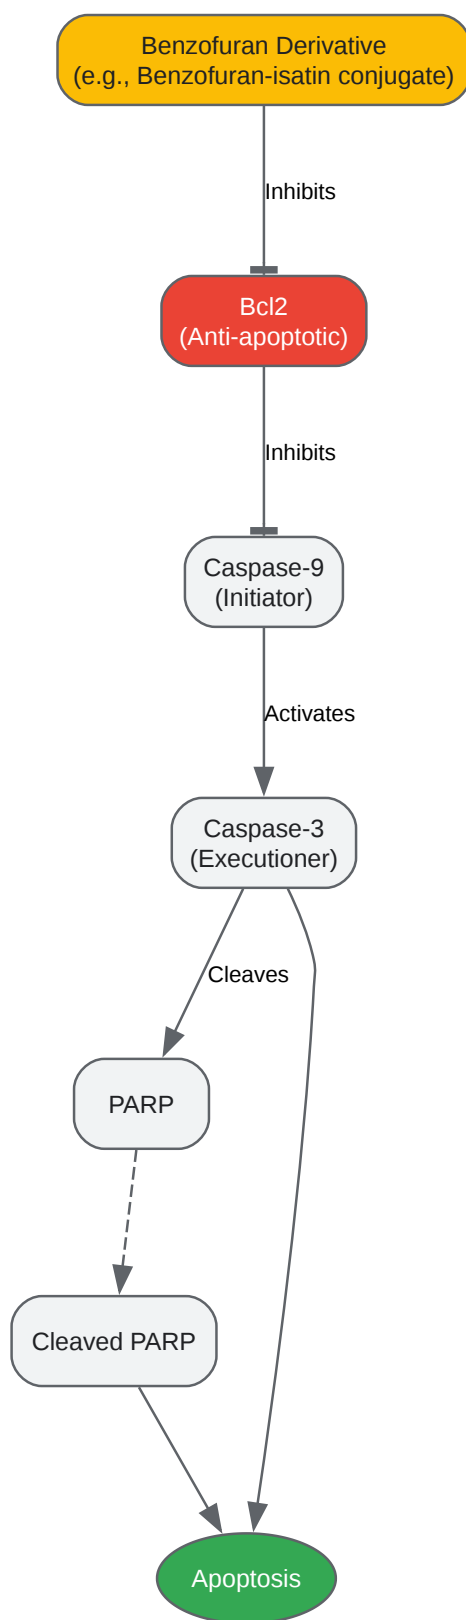 Benzofuran Derivative
(e.g., Benzofuran-isatin conjugate)
Inhibits
Bcl2
(Anti-apoptotic)
Inhibits
Caspase-9
(Initiator)
Activates
Caspase-3
(Executioner)
Cleaves
PARP
Cleaved PARP
Apoptosis